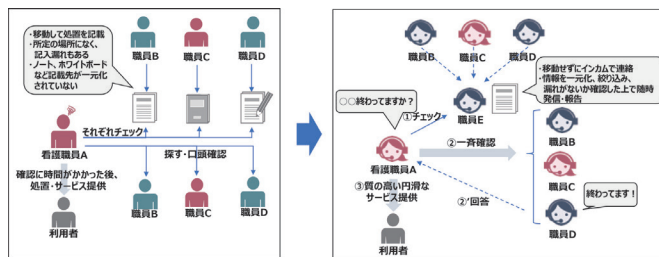 ・移動して処置を記載
・所定の場所になく、
記入漏れもある
・ノート、ホワイトボード
など記載先が一元化
されていない
職員B
職員C
職員D
それぞれチェック
看護職員A
探す・口頭確認
確認に時間がかかった後、
処置・サービス提供
利用者
職員B
職員C
職員D
職員B
職員C
職員D
・移動せずにインカムで連絡
・情報を一元化、絞り込み、
漏れがないか確認した上で随時
発信・報告
職員E
○○終わってますか？
①チェック
看護職員A
②一斉確認
職員B
職員C
③質の高い円滑な
サービス提供
②’回答
終わってます！
職員D
利用者